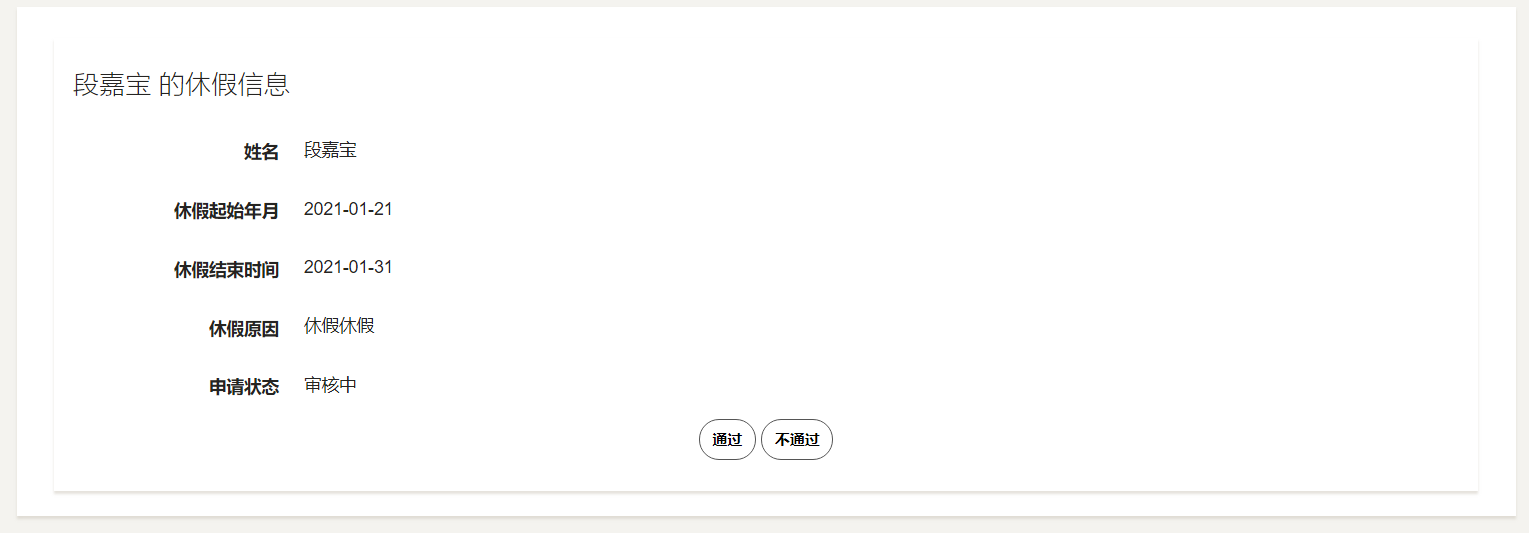 段嘉宝 的休假信息
姓名 段嘉宝
休假起始年月 2021-01-21
休假结束时间 2021-01-31
休假原因 休假休假
申请状态 审核中
通过 不通过